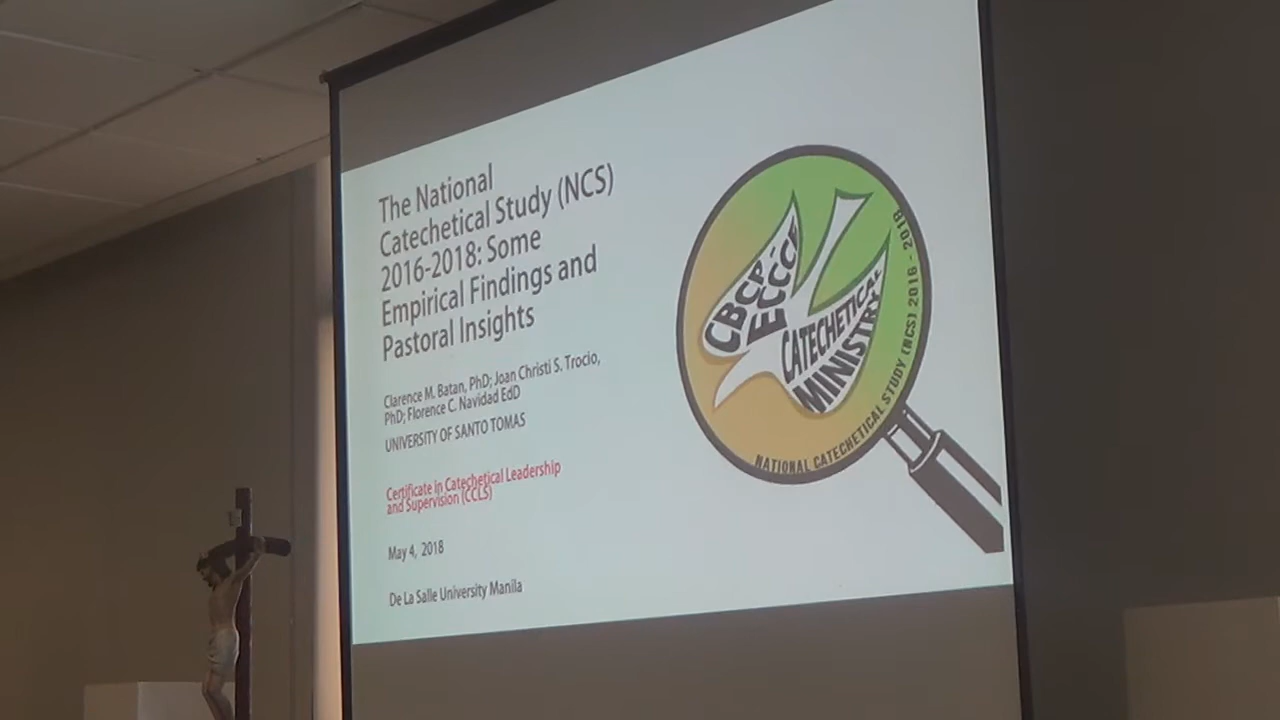 The National
Catechetical Study (NCS)
2016-2018: Some
Empirical Findings and
Pastoral Insights
Clarence M. Batan, PhD; Joan Christi S. Trocio,
PhD; Florence C. Navidad EdD
UNIVERSITY OF SANTO TOMAS
Certificate in Catechetical Leadership
and Supervision (CCLS)
May 4, 2018
De La Salle University Manila
CBCP-
ECCCE
CATECHETICAL
MINISTRY
NATIONAL CATECHETICAL STUDY (NCS) 2016 - 2018